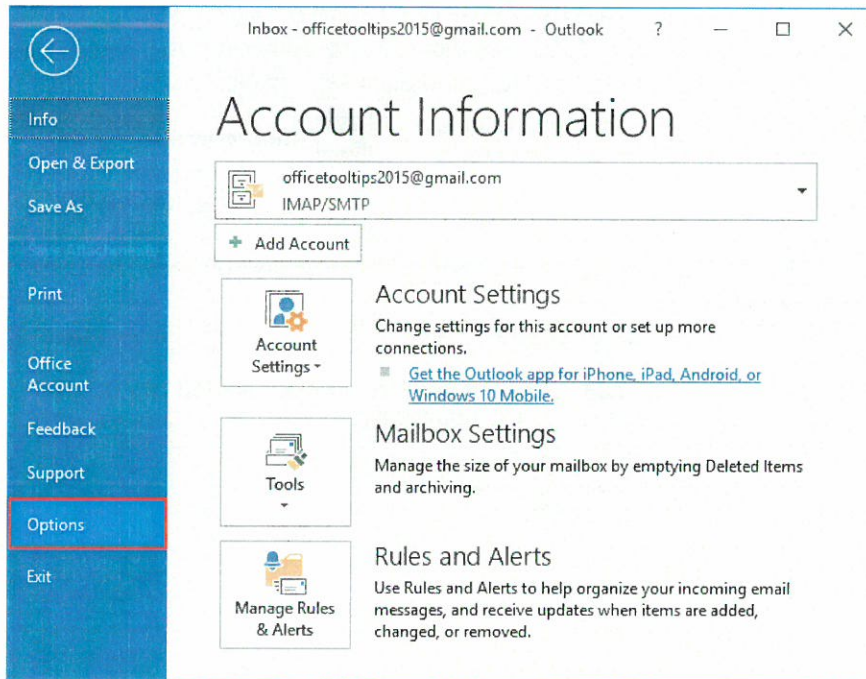 Inbox - officetooltips2015@gmail.com - Outlook
?
Info
Open & Export
Save As
Save Attachments
Print
Office
Account
Feedback
Support
Options
Exit
Account Information
officetooltips2015@gmail.com
IMAP/SMTP
Add Account
Account
Settings
Account Settings
Change settings for this account or set up more
connections.
Get the Outlook app for iPhone, iPad, Android, or
Windows 10 Mobile.
Tools
Mailbox Settings
Manage the size of your mailbox by emptying Deleted Items
and archiving.
Manage Rules
& Alerts
Rules and Alerts
Use Rules and Alerts to help organize your incoming email
messages, and receive updates when items are added,
changed, or removed.